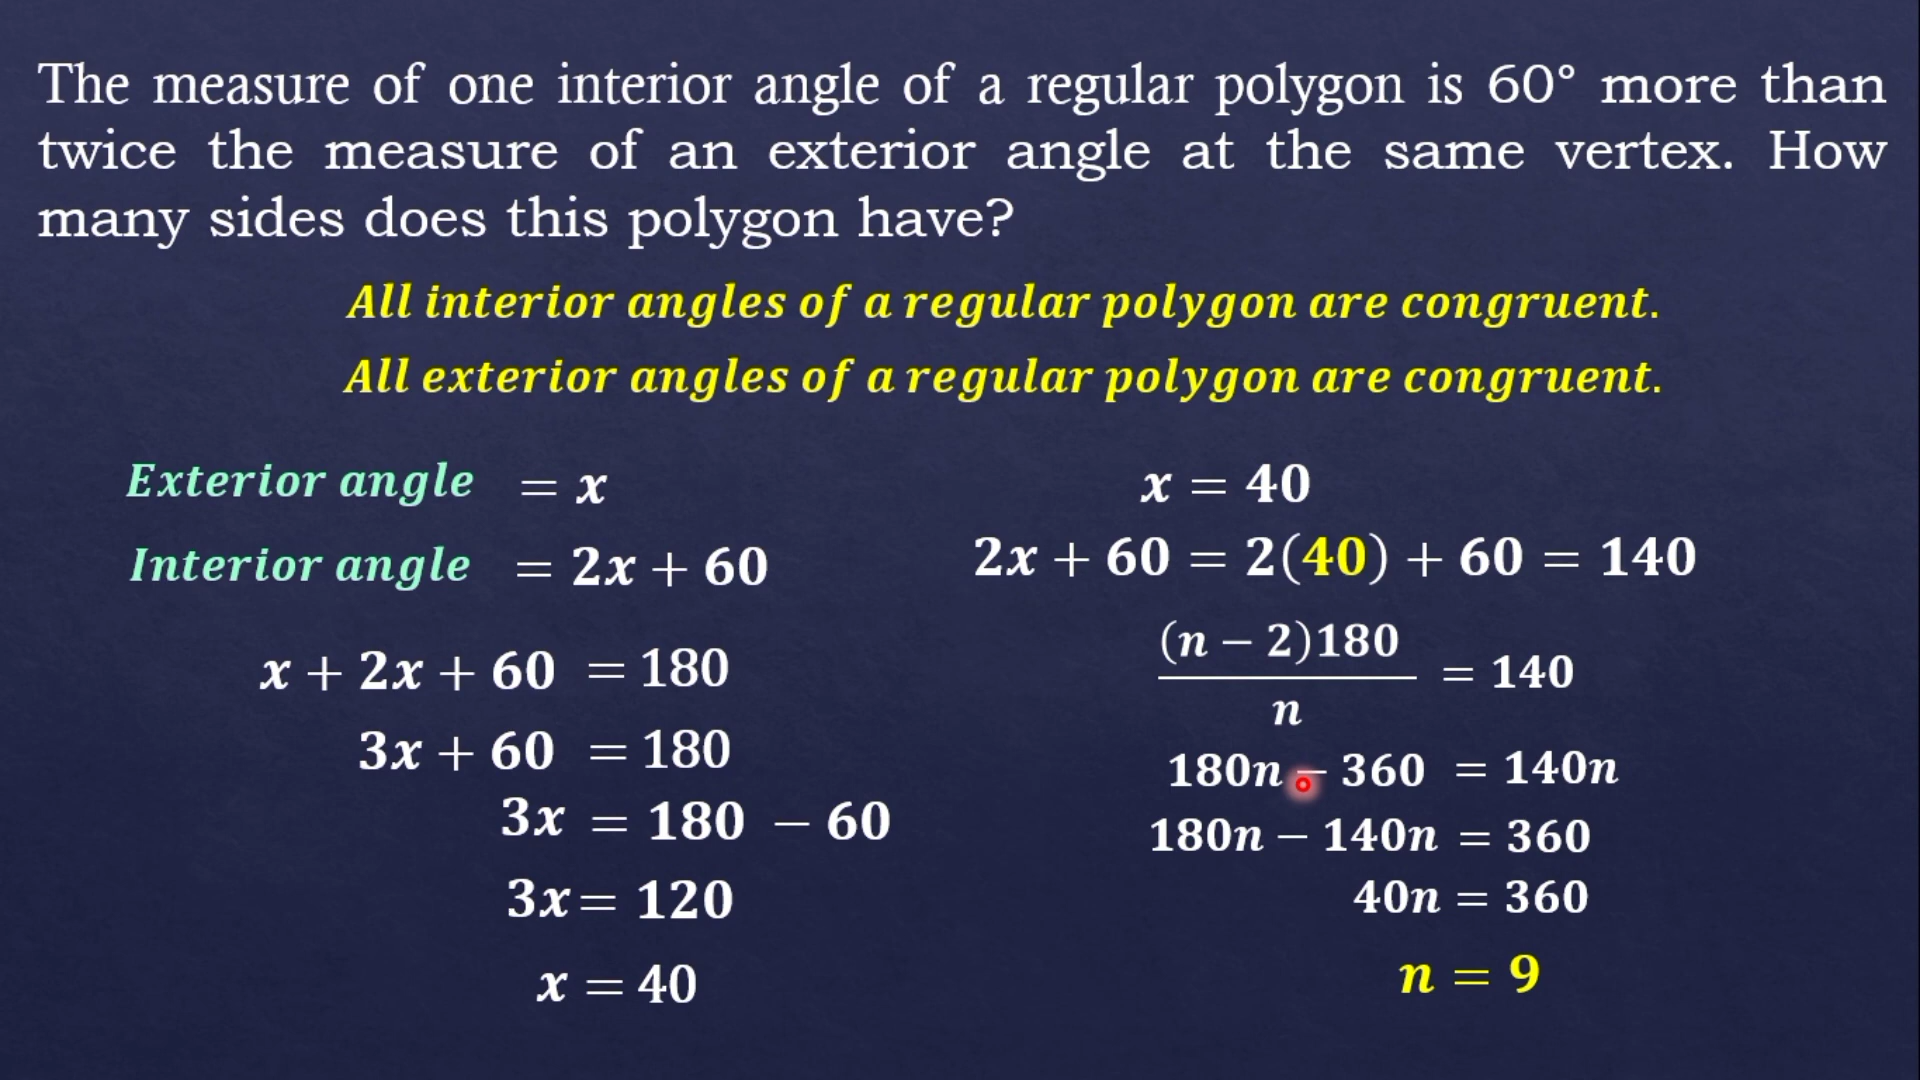 The measure of one interior angle of a regular polygon is 60° more than
twice the measure of an exterior angle at the same vertex. How
many sides does this polygon have?
All interior angles of a regular polygon are congruent.
All exterior angles of a regular polygon are congruent.
Exterior angle = x
Interior angle = 2x + 60
x + 2x + 60 = 180
3x + 60 = 180
3x = 180 − 60
3x = 120
x = 40
x = 40
2x + 60 = 2(40) + 60 = 140
(n − 2)180
n
= 140
180n − 360 = 140n
180n − 140n = 360
40n = 360
n = 9